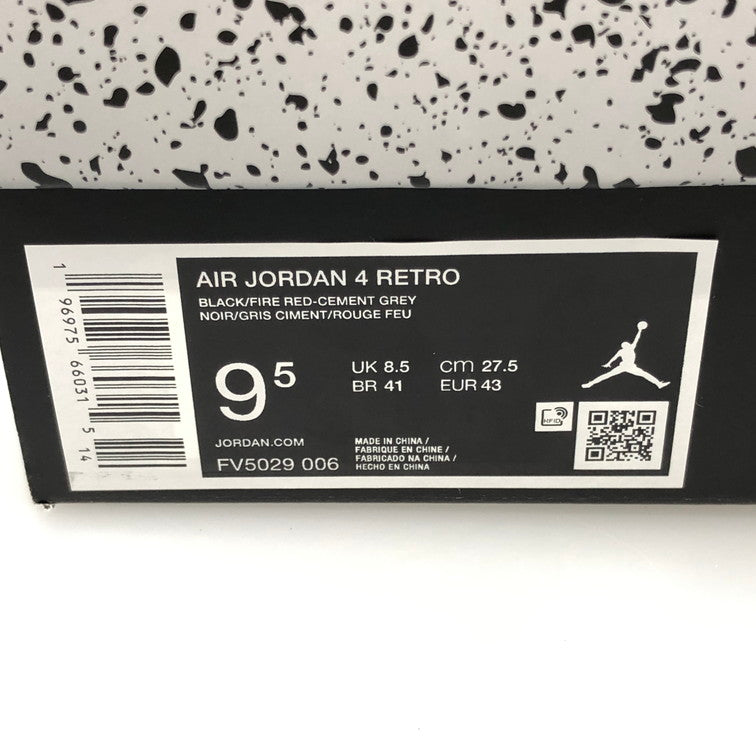 AIR JORDAN 4 RETRO
BLACK/FIRE RED-CEMENT GREY
NOIR/GRIS CIMENT/ROUGE FEU
9 5
UK 8.5 cm 27.5
BR 41 EUR 43
JORDAN.COM
FV5029 006
MADE IN CHINA /
FABRIQUE EN CHINE /
FABRICADO NA CHINA /
HECHO EN CHINA
RFID
1 96975 66031 5 14